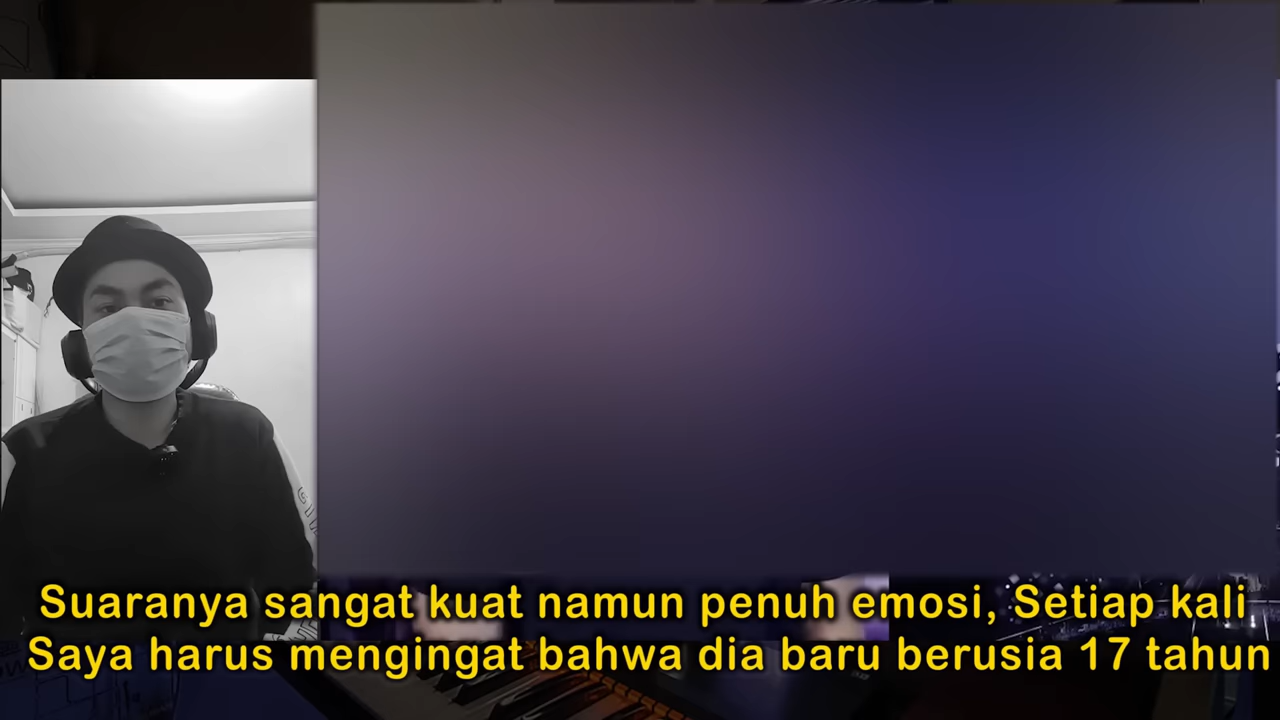 Suaranya sangat kuat namun penuh emosi, Setiap kali
Saya harus mengingat bahwa dia baru berusia 17 tahun